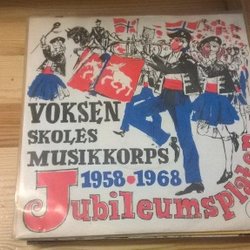 VOKSEN
SKOLES
MUSIKKORPS
1958•1968
Jubileumsplate